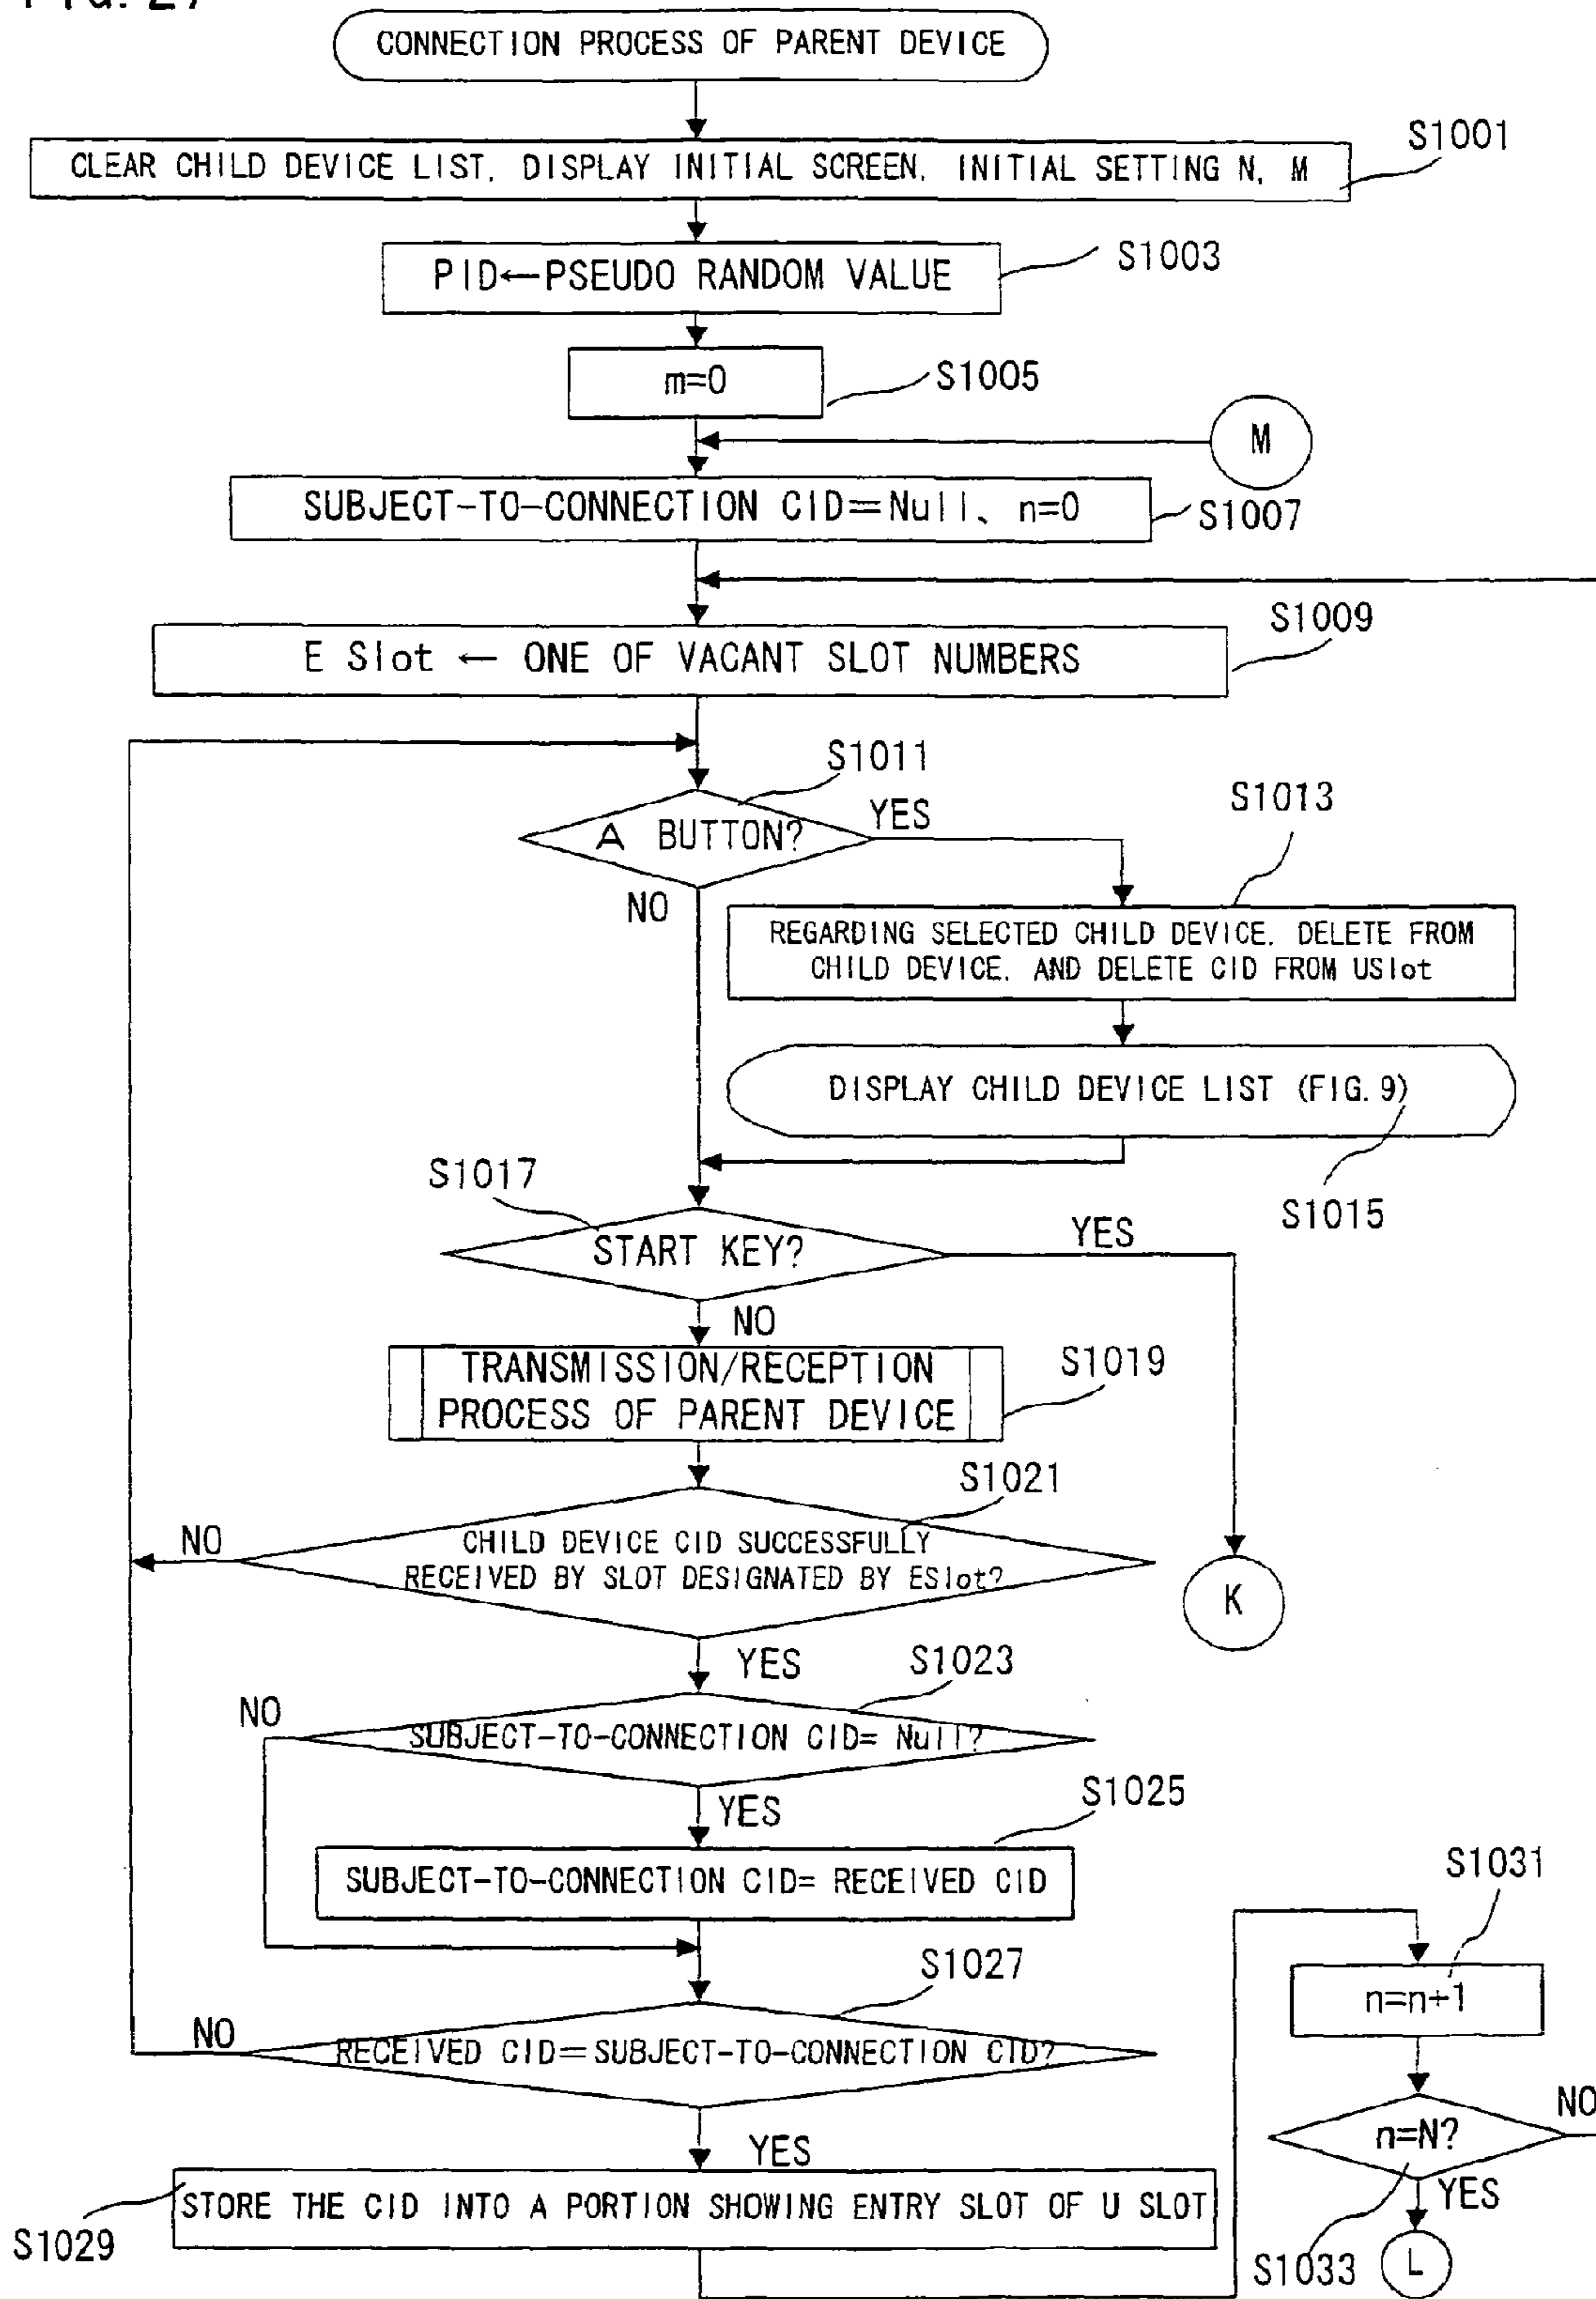 CONNECTION PROCESS OF PARENT DEVICE
S1001
CLEAR CHILD DEVICE LIST. DISPLAY INITIAL SCREEN. INITIAL SETTING N, M
S1003
PID←PSEUDO RANDOM VALUE
m=0
S1005
M
SUBJECT-TO-CONNECTION CID=Null、 n=0
S1007
S1009
E Slot ← ONE OF VACANT SLOT NUMBERS
S1011
A BUTTON?
YES
NO
S1013
REGARDING SELECTED CHILD DEVICE. DELETE FROM
CHILD DEVICE. AND DELETE CID FROM USlot
DISPLAY CHILD DEVICE LIST (FIG. 9)
S1015
S1017
START KEY?
YES
NO
TRANSMISSION/RECEPTION
PROCESS OF PARENT DEVICE
S1019
S1021
CHILD DEVICE CID SUCCESSFULLY
RECEIVED BY SLOT DESIGNATED BY ESlot?
NO
K
YES
S1023
NO
SUBJECT-TO-CONNECTION CID= Null?
YES
S1025
SUBJECT-TO-CONNECTION CID= RECEIVED CID
S1027
NO
RECEIVED CID=SUBJECT-TO-CONNECTION CID?
YES
STORE THE CID INTO A PORTION SHOWING ENTRY SLOT OF U SLOT
S1029
S1031
n=n+1
n=N?
NO
YES
S1033
L